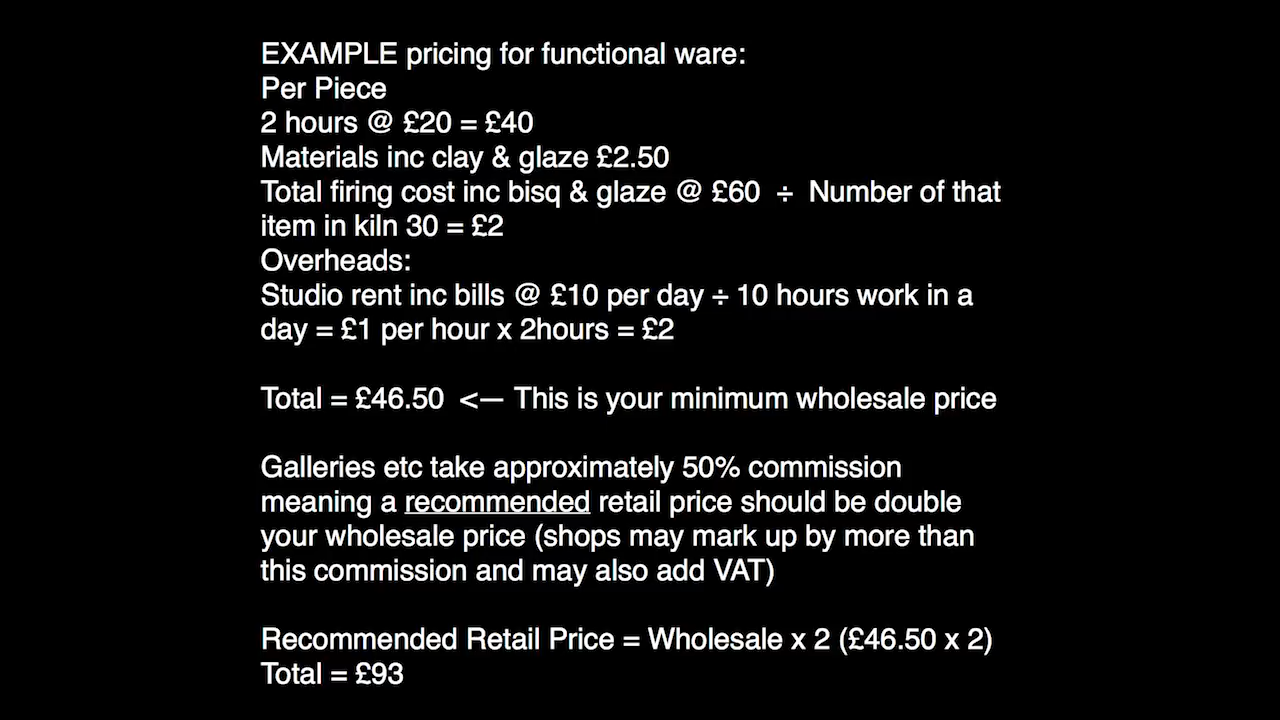 EXAMPLE pricing for functional ware:
Per Piece
2 hours @ £20 = £40
Materials inc clay & glaze £2.50
Total firing cost inc bisq & glaze @ £60 ÷ Number of that
item in kiln 30 = £2
Overheads:
Studio rent inc bills @ £10 per day ÷ 10 hours work in a
day = £1 per hour x 2hours = £2
Total = £46.50 <— This is your minimum wholesale price
Galleries etc take approximately 50% commission
meaning a recommended retail price should be double
your wholesale price (shops may mark up by more than
this commission and may also add VAT)
Recommended Retail Price = Wholesale x 2 (£46.50 x 2)
Total = £93